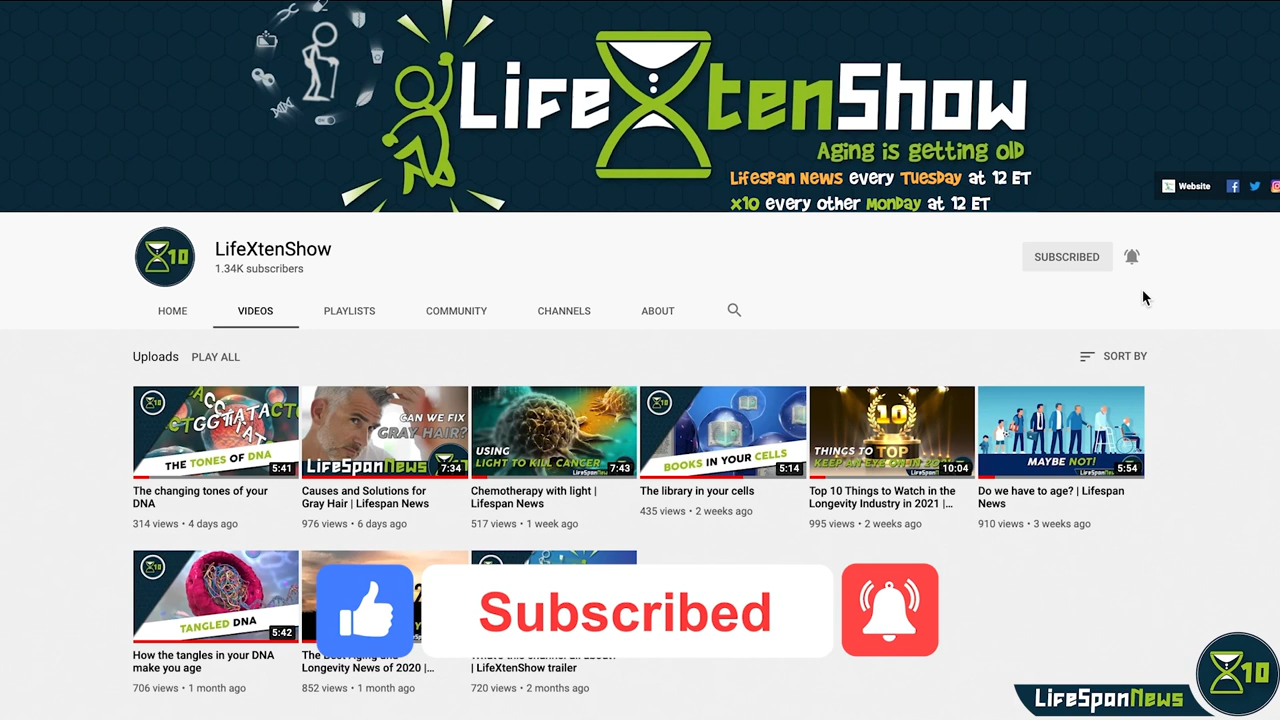 LifeXtenShow
Aging is getting old
LifeSpan News every Tuesday at 12 ET
x10 every other Monday at 12 ET
Website
10
LifeXtenShow
1.34K subscribers
SUBSCRIBED
HOME
VIDEOS
PLAYLISTS
COMMUNITY
CHANNELS
ABOUT
Uploads
PLAY ALL
SORT BY
THE TONES OF DNA
5:41
CAN WE FIX
GRAY HAIR?
LifeSpanNews
7:34
USING
LIGHT TO KILL CANCER
7:43
BOOKS IN YOUR CELLS
5:14
10
TOP
THINGS TO
KEEP AN EYE ON IN
10:04
MAYBE NOT!
5:54
The changing tones of your
DNA
314 views • 4 days ago
Causes and Solutions for
Gray Hair | Lifespan News
976 views • 6 days ago
Chemotherapy with light |
Lifespan News
517 views • 1 week ago
The library in your cells
435 views • 2 weeks ago
Top 10 Things to Watch in the
Longevity Industry in 2021 |...
995 views • 2 weeks ago
Do we have to age? | Lifespan
News
910 views • 3 weeks ago
TANGLED DNA
5:42
Subscribed
How the tangles in your DNA
make you age
706 views • 1 month ago
Longevity News of 2020 |...
852 views • 1 month ago
| LifeXtenShow trailer
720 views • 2 months ago
LifeSpanNews
10